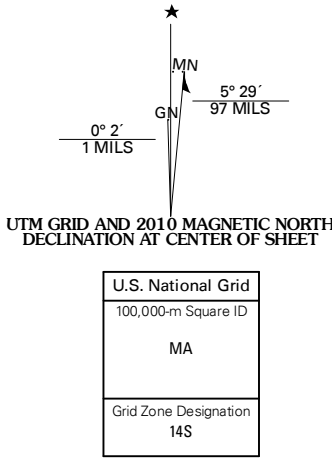 MN
5° 29´
97 MILS
GN
0° 2´
1 MILS
UTM GRID AND 2010 MAGNETIC NORTH
DECLINATION AT CENTER OF SHEET
U.S. National Grid
100,000-m Square ID
MA
Grid Zone Designation
14S